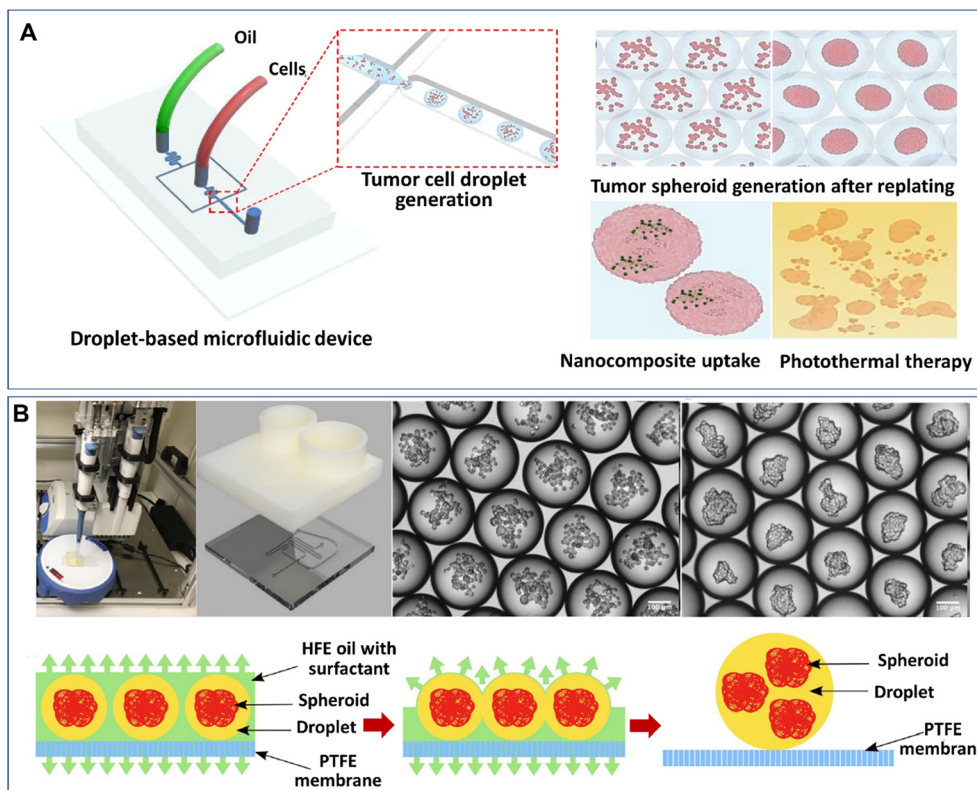 A
Oil
Cells
Tumor cell droplet
generation
Droplet-based microfluidic device
Tumor spheroid generation after replating
Nanocomposite uptake
Photothermal therapy
B
100 µm
100 µm
HFE oil with
surfactant
Spheroid
Droplet
PTFE
membrane
Spheroid
Droplet
PTFE
membran